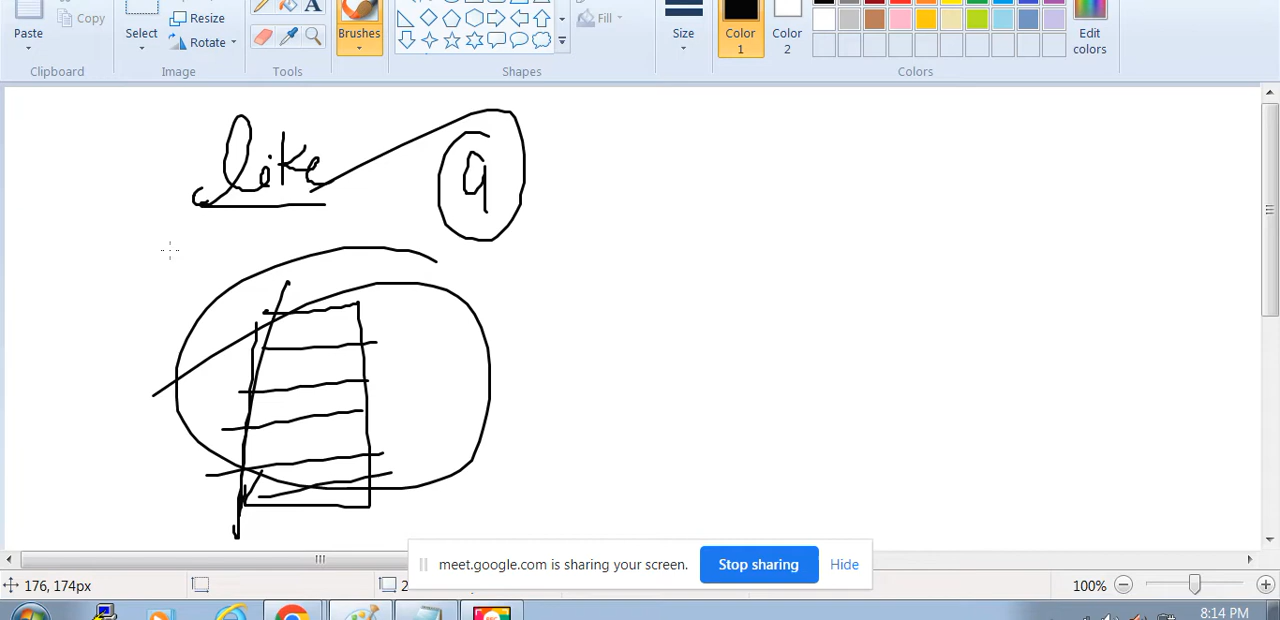 Paste
Copy
Clipboard
Select
Resize
Rotate
Image
A
Tools
Brushes
Shapes
Fill
Size
Color 1
Color 2
Edit colors
Colors
like
9
meet.google.com is sharing your screen.
Stop sharing
Hide
176, 174px
2
100%
8:14 PM